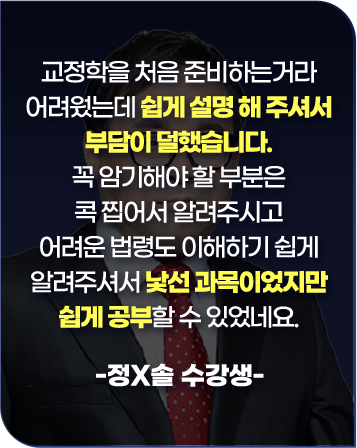 교정학을 처음 준비하는거라
어려웠는데 쉽게 설명 해 주셔서
부담이 덜했습니다.
꼭 암기해야 할 부분은
콕 찝어서 알려주시고
어려운 법령도 이해하기 쉽게
알려주셔서 낯선 과목이었지만
쉽게 공부할 수 있었네요.
-정X솔 수강생-